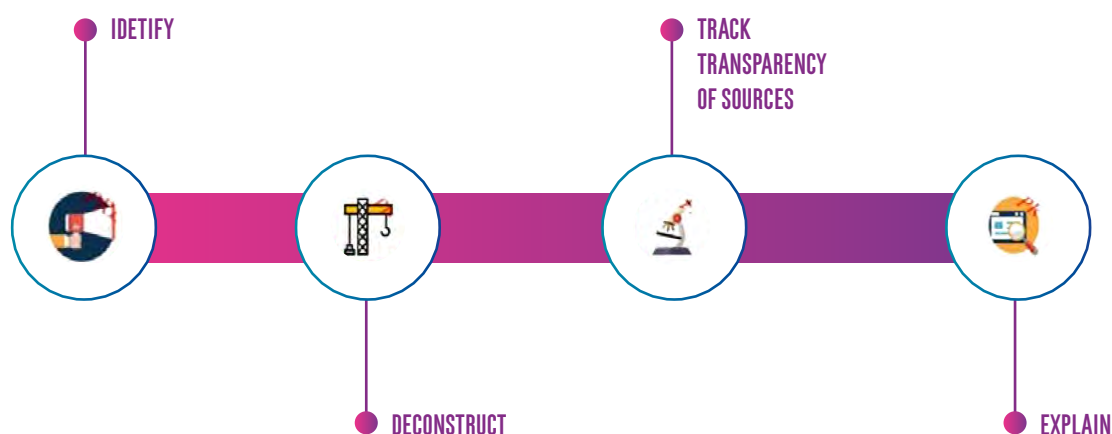 IDETIFY
TRACK
TRANSPARENCY
OF SOURCES
DECONSTRUCT
EXPLAIN